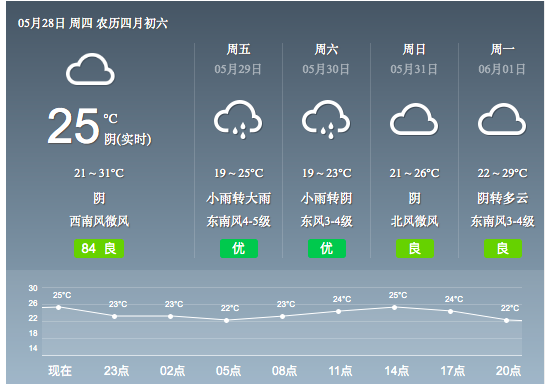 05月28日 周四 农历四月初六
25 ℃
阴(实时)
21～31℃
阴
西南风微风
84 良
周五
05月29日
19～25℃
小雨转大雨
东南风4-5级
优
周六
05月30日
19～23℃
小雨转阴
东风3-4级
优
周日
05月31日
21～26℃
阴
北风微风
良
周一
06月01日
22～29℃
阴转多云
东南风3-4级
良
30
26
22
18
14
25°C
23°C
23°C
22°C
23°C
24°C
25°C
24°C
22°C
现在 23点 02点 05点 08点 11点 14点 17点 20点